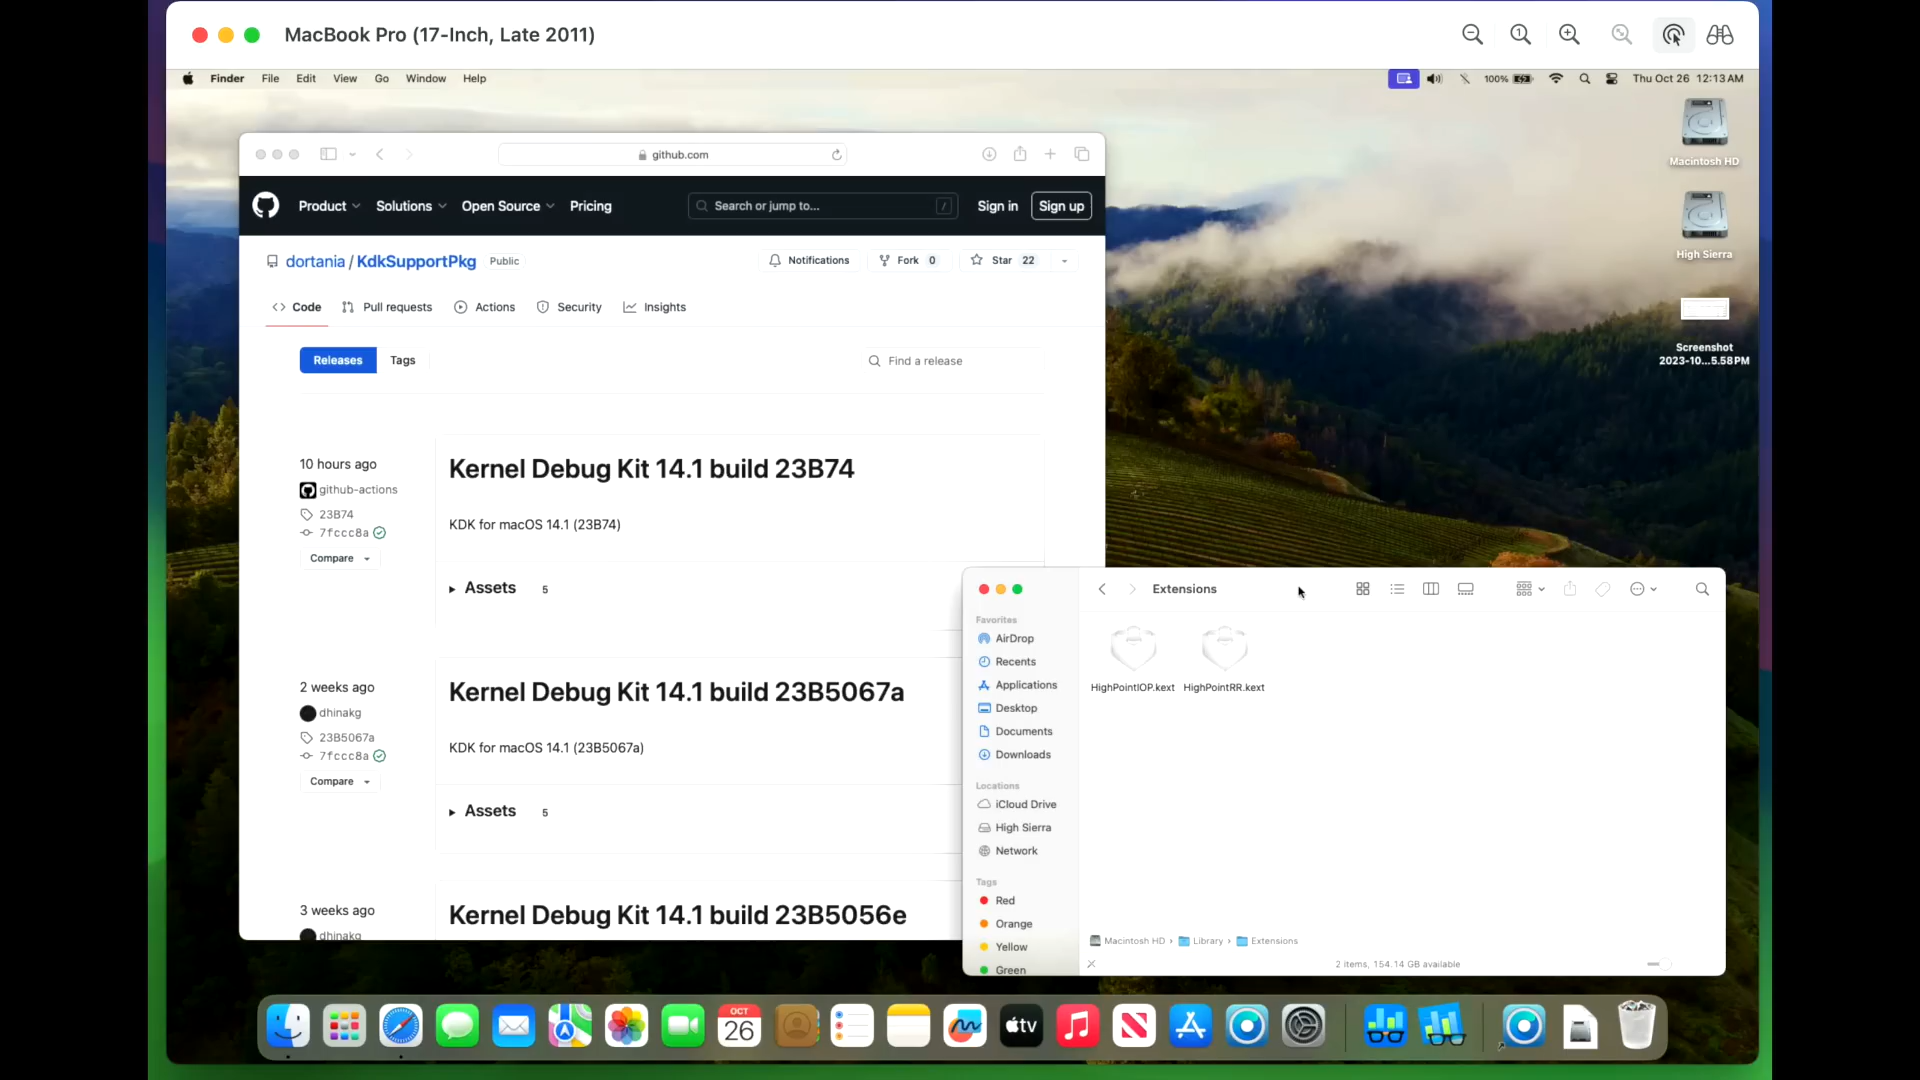 MacBook Pro (17-Inch, Late 2011)
1
Finder File Edit View Go Window Help
100% Thu Oct 26 12:13 AM
Macintosh HD
High Sierra
Screenshot
2023-10...5.58 PM
github.com
Product Solutions Open Source Pricing
Search or jump to... /
Sign in Sign up
dortania / KdkSupportPkg Public
Notifications Fork 0 Star 22
Code Pull requests Actions Security Insights
Releases Tags
Find a release
10 hours ago
github-actions
23B74
7fccc8a
Compare
Kernel Debug Kit 14.1 build 23B74
KDK for macOS 14.1 (23B74)
Assets 5
2 weeks ago
dhinakg
23B5067a
7fccc8a
Compare
Kernel Debug Kit 14.1 build 23B5067a
KDK for macOS 14.1 (23B5067a)
Assets 5
3 weeks ago
dhinakg
Kernel Debug Kit 14.1 build 23B5056e
Extensions
Favorites
AirDrop
Recents
Applications
Desktop
Documents
Downloads
Locations
iCloud Drive
High Sierra
Network
Tags
Red
Orange
Yellow
Green
HighPointIOP.kext HighPointRR.kext
Macintosh HD › Library › Extensions
2 items, 154.14 GB available
OCT
26
tv